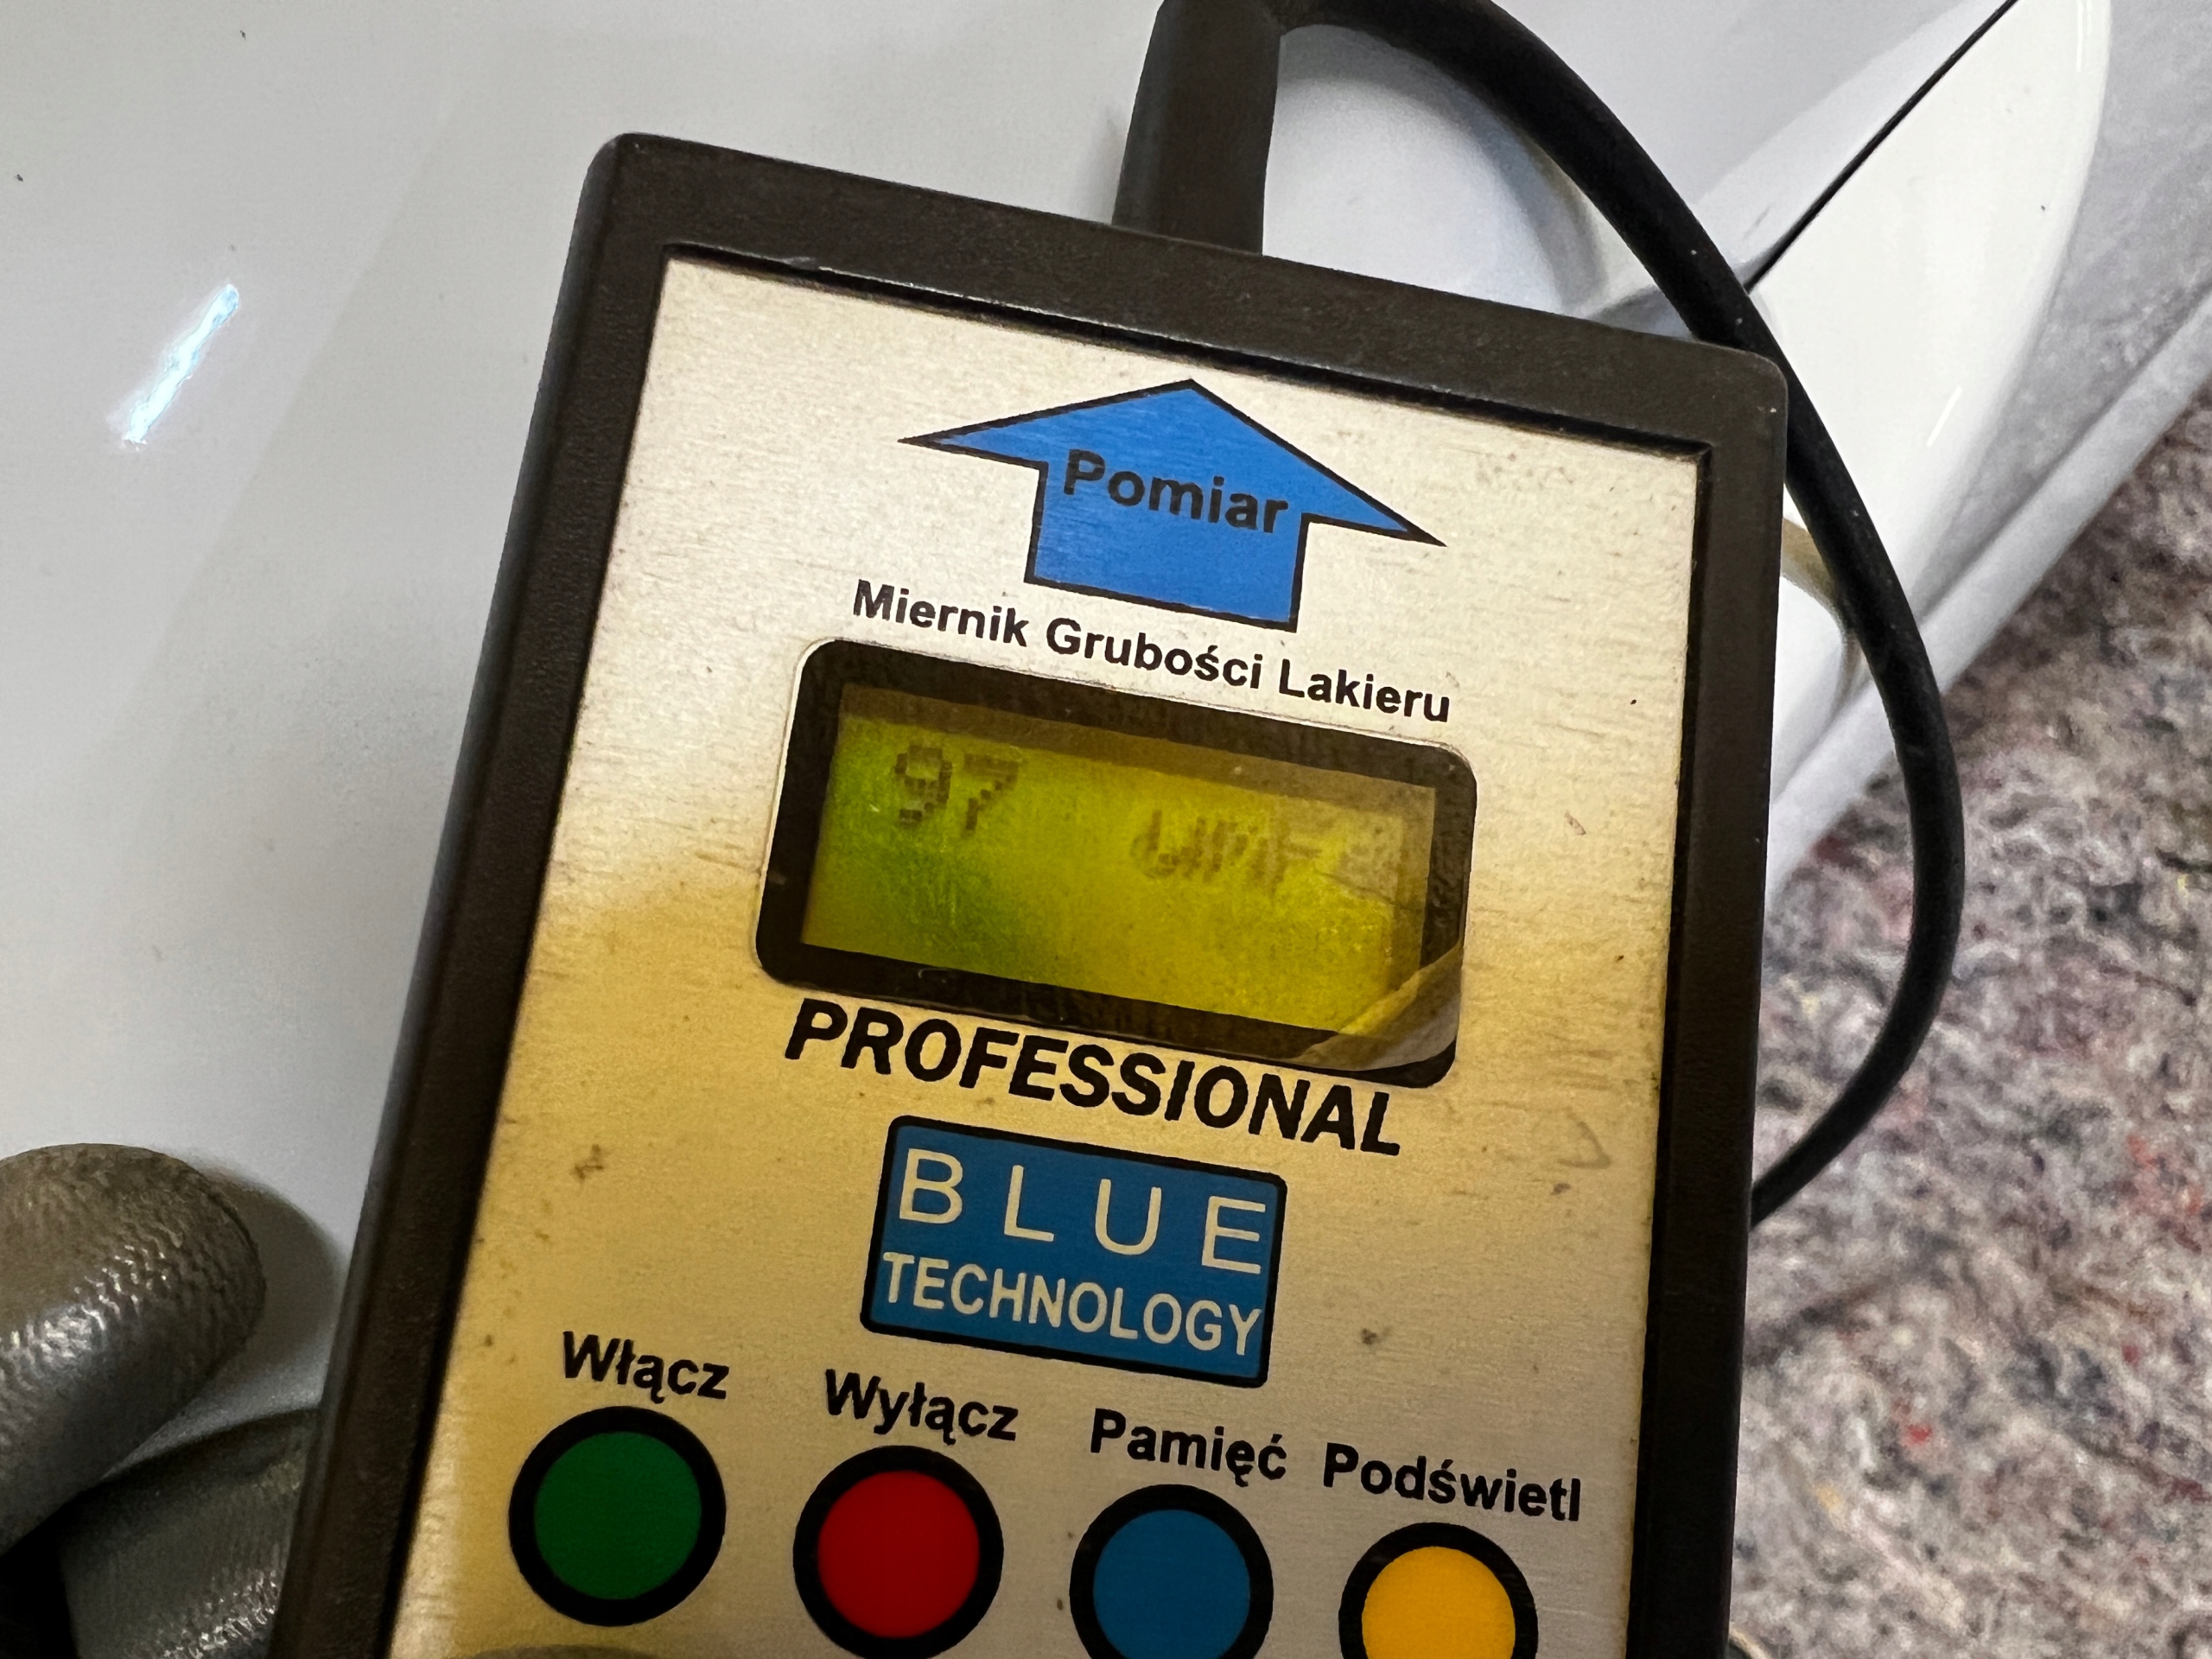 Pomiar
Miernik Grubości Lakieru
97
PROFESSIONAL
BLUE
TECHNOLOGY
Włącz Wyłącz Pamięć Podświetl